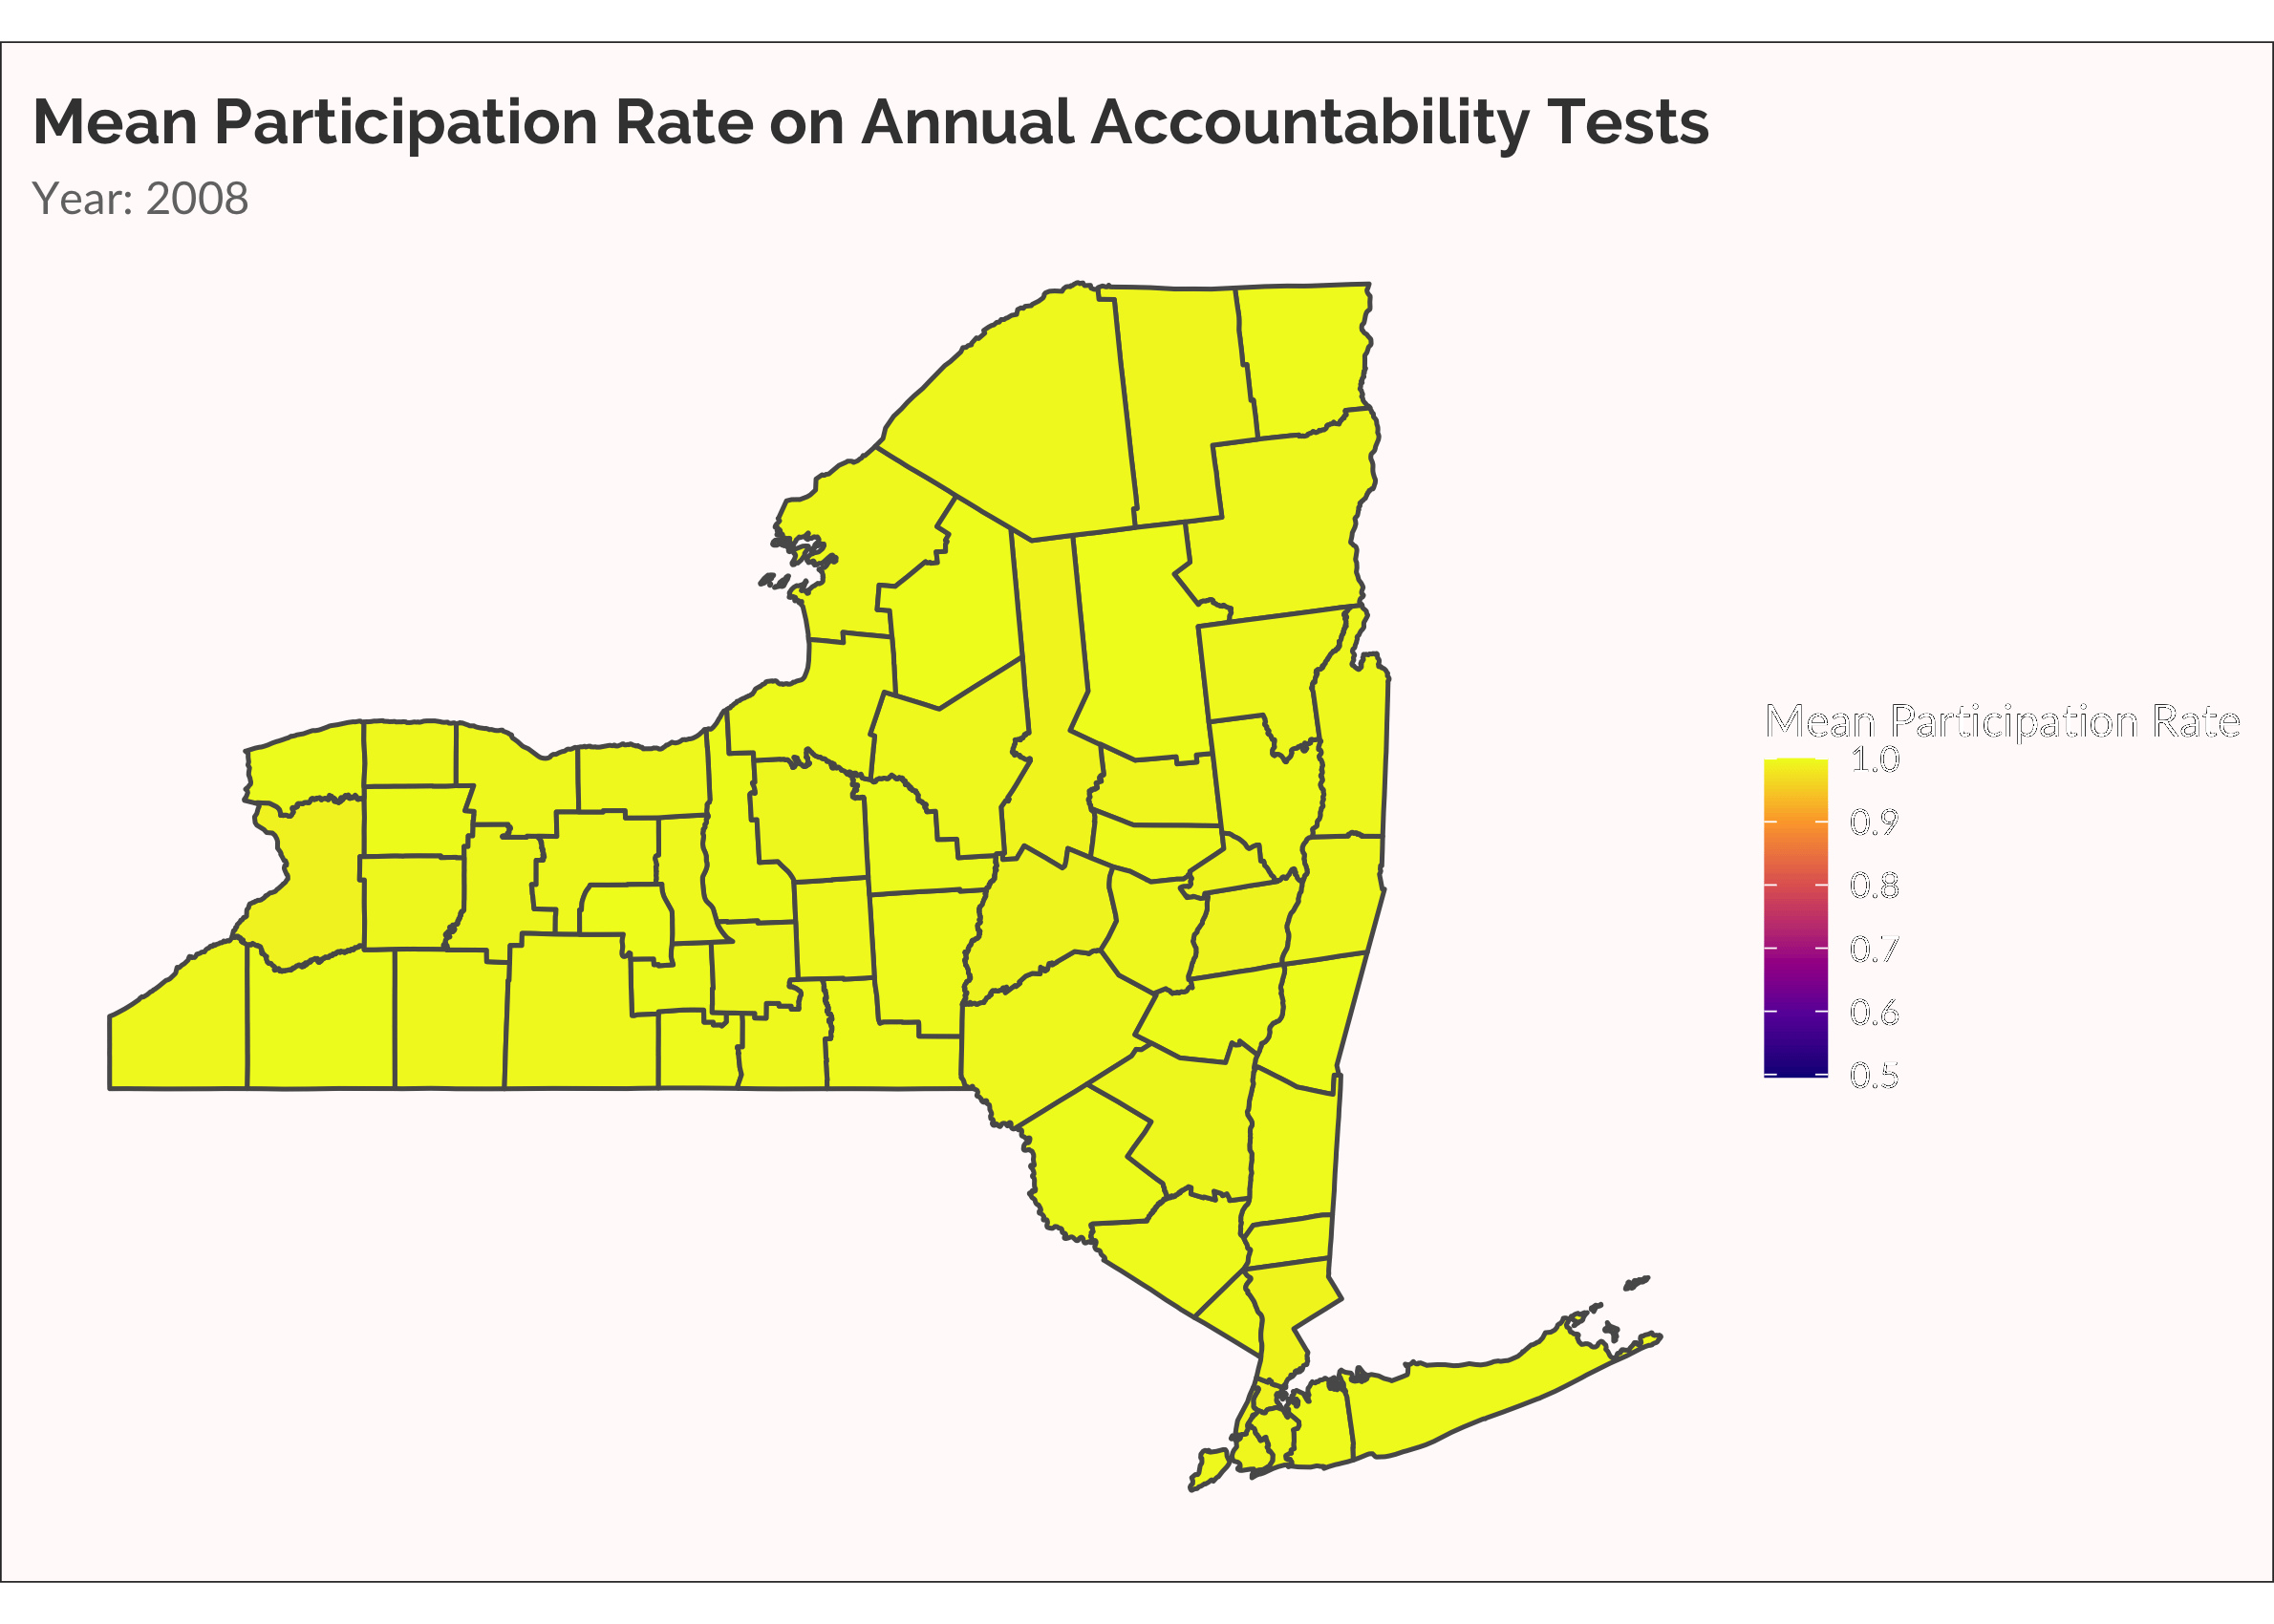 Mean Participation Rate on Annual Accountability Tests
Year: 2008
Mean Participation Rate
1.0
0.9
0.8
0.7
0.6
0.5